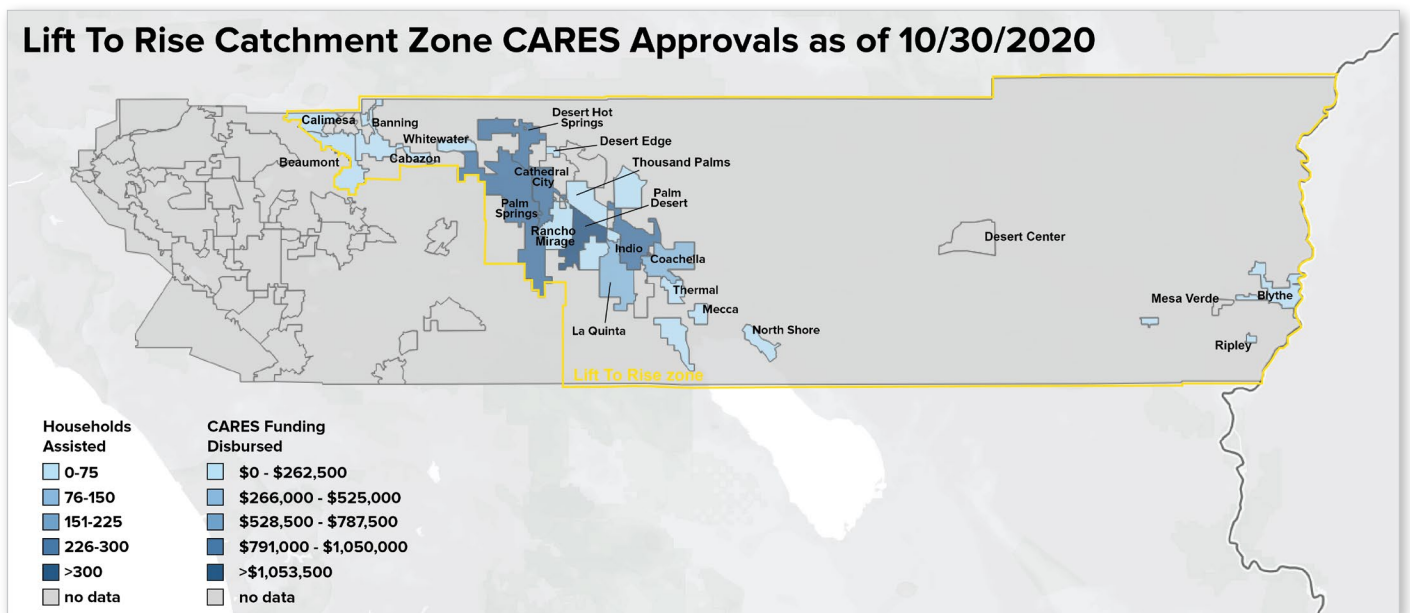 Lift To Rise Catchment Zone CARES Approvals as of 10/30/2020
Calimesa
Banning
Beaumont
Whitewater
Cabazon
Desert Hot
Springs
Desert Edge
Thousand Palms
Cathedral
City
Palm
Springs
Palm
Desert
Rancho
Mirage
Indio
Coachella
Thermal
Mecca
La Quinta
North Shore
Desert Center
Mesa Verde
Blythe
Ripley
Lift To Rise zone
Households
Assisted
0-75
76-150
151-225
226-300
>300
no data
CARES Funding
Disbursed
$0 - $262,500
$266,000 - $525,000
$528,500 - $787,500
$791,000 - $1,050,000
>$1,053,500
no data